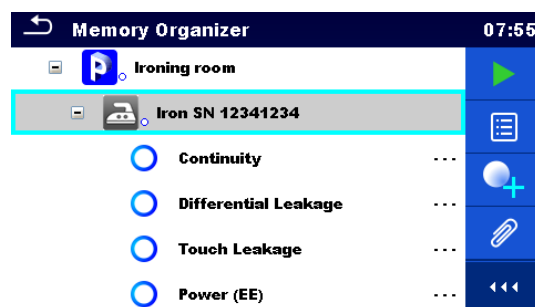 Memory Organizer 07:55
Ironing room
Iron SN 12341234
Continuity ---
Differential Leakage ---
Touch Leakage ---
Power (EE) ---